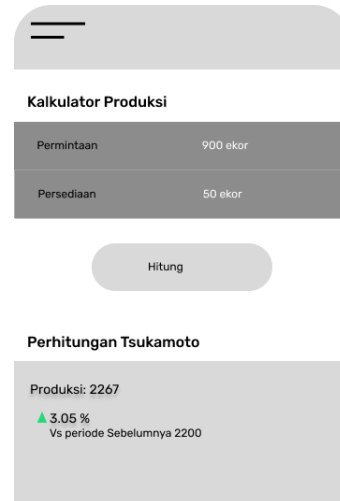 Kalkulator Produksi
Permintaan 900 ekor
Persediaan 50 ekor
Hitung
Perhitungan Tsukamoto
Produksi: 2267
3.05 %
Vs periode Sebelumnya 2200